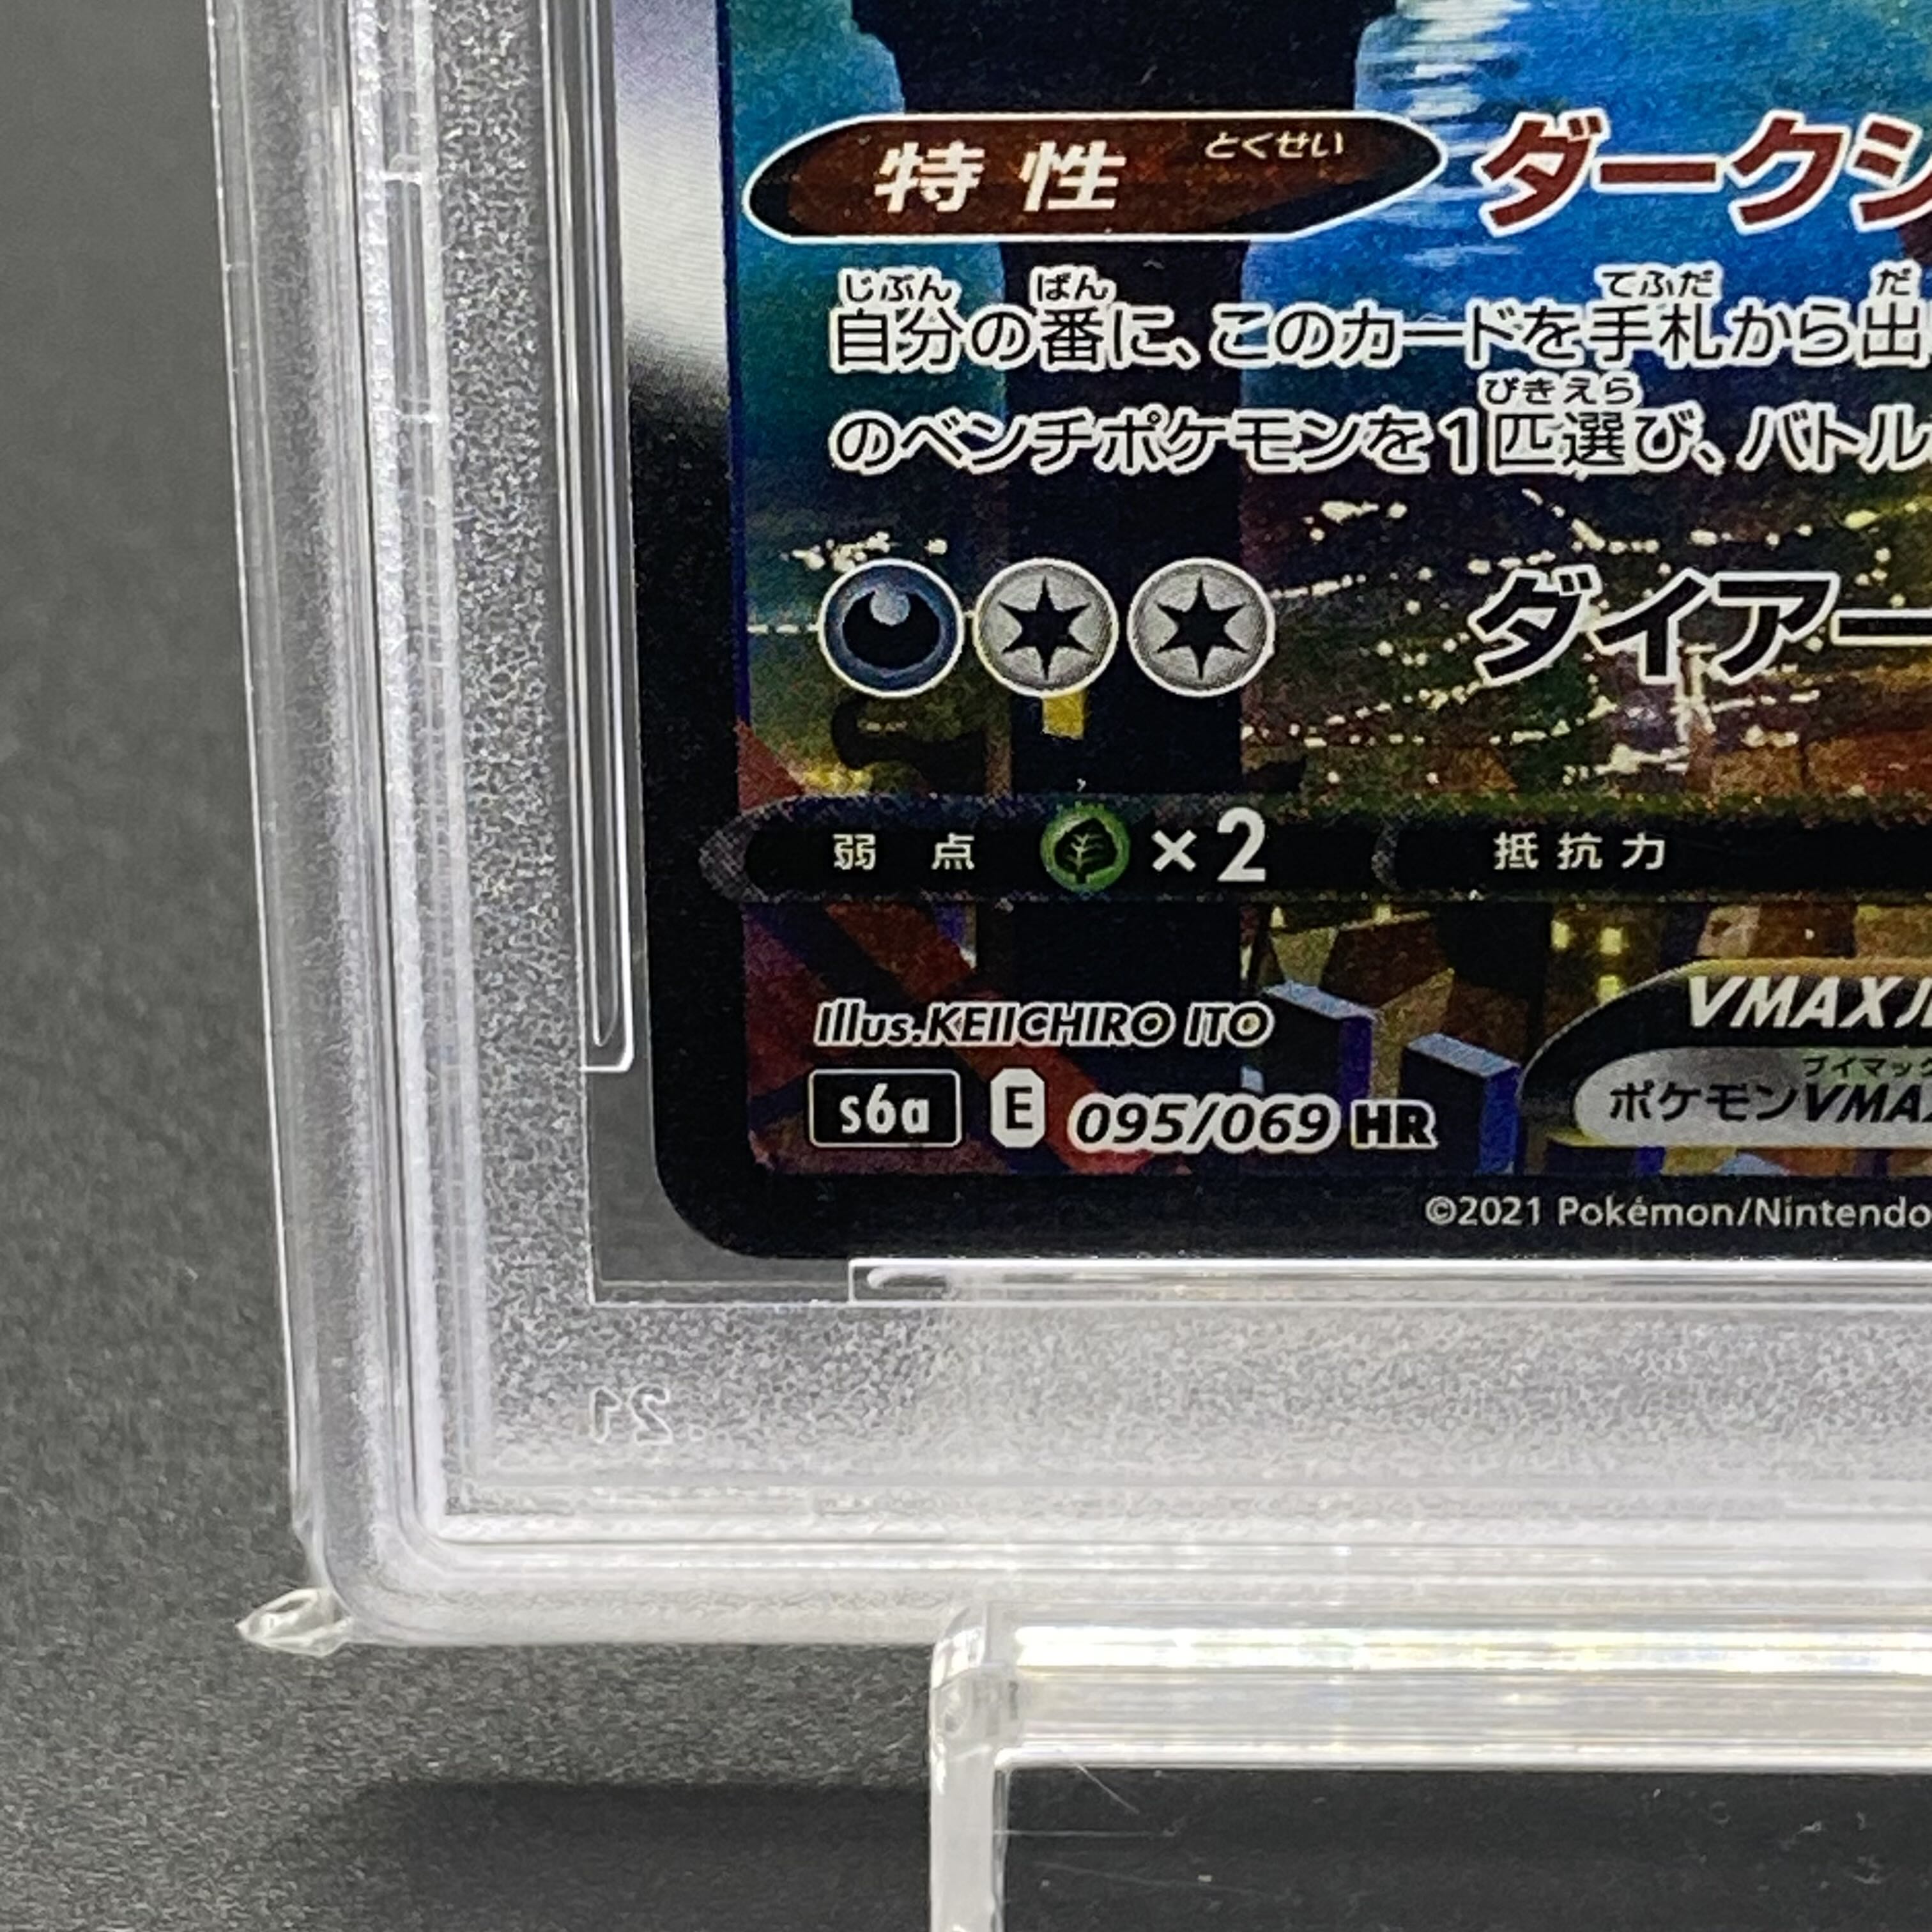 特性 とくせい ダークシ
じぶん ばん てふだ だ
自分の番に、このカードを手札から出
びきえら
のベンチポケモンを1匹選び、バトル
ダイアー
弱点 ×2 抵抗力
Illus.KEIICHIRO ITO
VMAX
s6a E 095/069 HR
ブイマック
ポケモンVMA
©2021 Pokémon/Nintendo
21